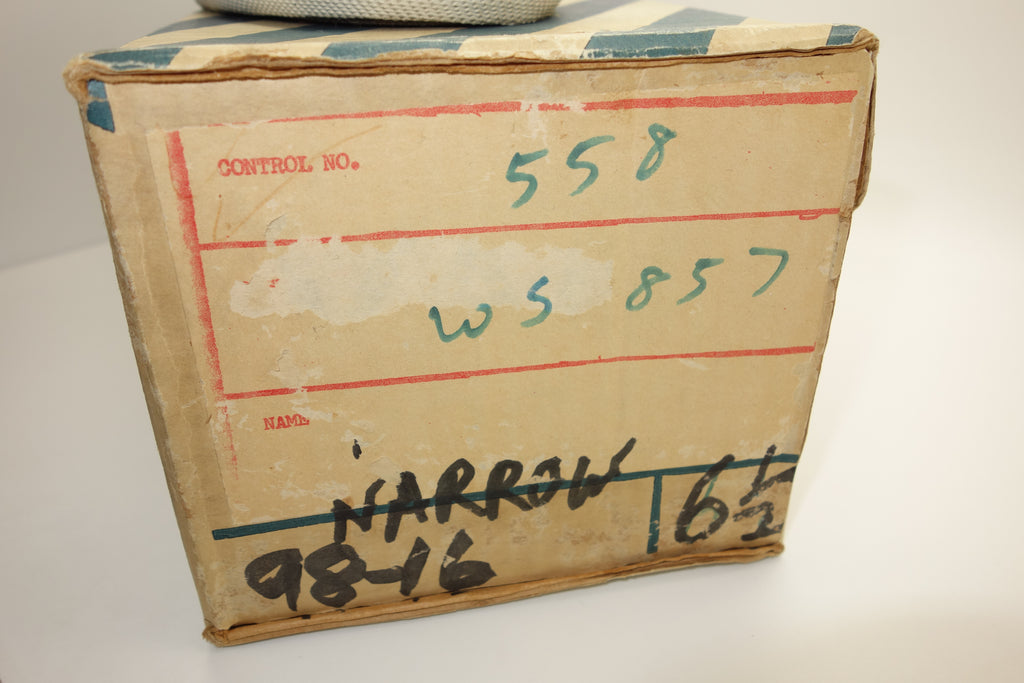 CONTROL NO. 558
WS 857
NAME
NARROW 6½
98-16